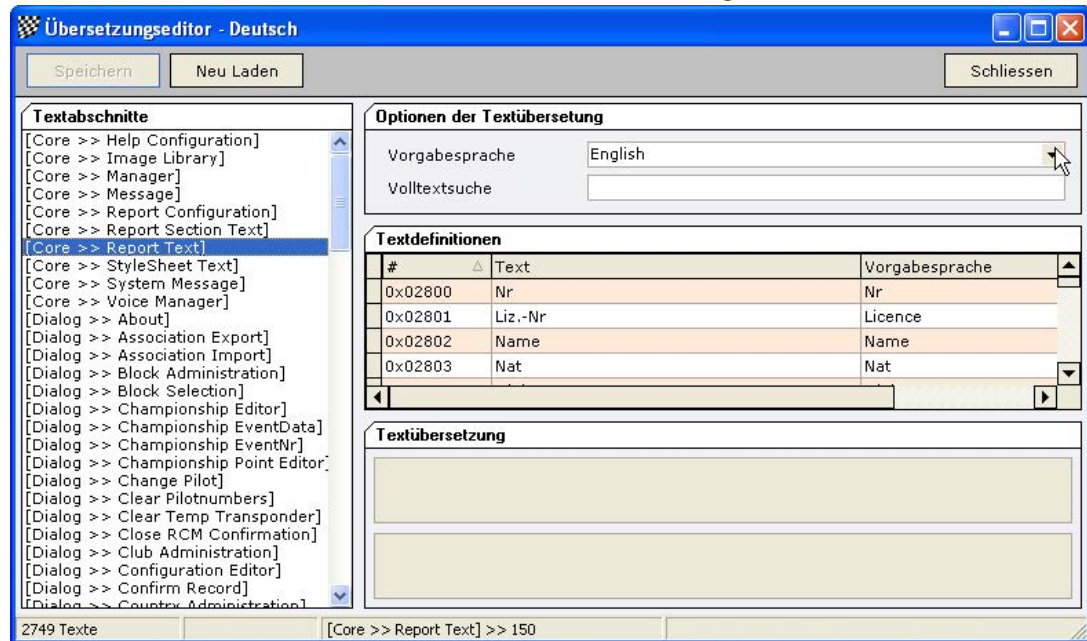 Übersetzungseditor - Deutsch
Speichern
Neu Laden
Schliessen
Textabschnitte
[Core >> Help Configuration]
[Core >> Image Library]
[Core >> Manager]
[Core >> Message]
[Core >> Report Configuration]
[Core >> Report Section Text]
[Core >> Report Text]
[Core >> StyleSheet Text]
[Core >> System Message]
[Core >> Voice Manager]
[Dialog >> About]
[Dialog >> Association Export]
[Dialog >> Association Import]
[Dialog >> Block Administration]
[Dialog >> Block Selection]
[Dialog >> Championship Editor]
[Dialog >> Championship EventData]
[Dialog >> Championship EventNr]
[Dialog >> Championship Point Editor]
[Dialog >> Change Pilot]
[Dialog >> Clear Pilotnumbers]
[Dialog >> Clear Temp Transponder]
[Dialog >> Close RCM Confirmation]
[Dialog >> Club Administration]
[Dialog >> Configuration Editor]
[Dialog >> Confirm Record]
[Dialog >> Country Administration]
Optionen der Textübersetung
Vorgabesprache English
Volltextsuche
Textdefinitionen
# Text Vorgabesprache
0x02800 Nr Nr
0x02801 Liz.-Nr Licence
0x02802 Name Name
0x02803 Nat Nat
Textübersetzung
2749 Texte [Core >> Report Text] >> 150